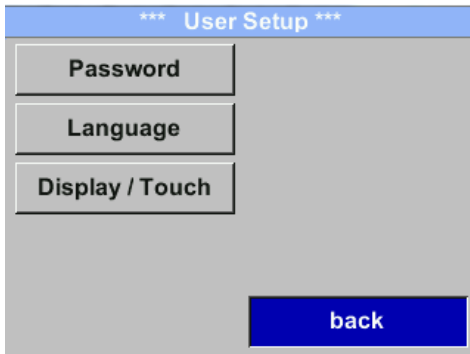 *** User Setup ***
Password
Language
Display / Touch
back